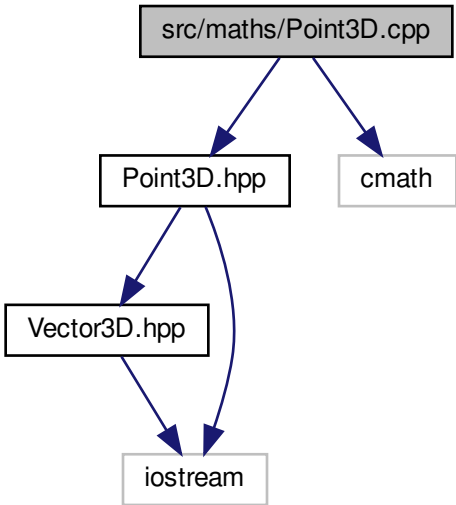 src/maths/Point3D.cpp
Point3D.hpp
cmath
Vector3D.hpp
iostream